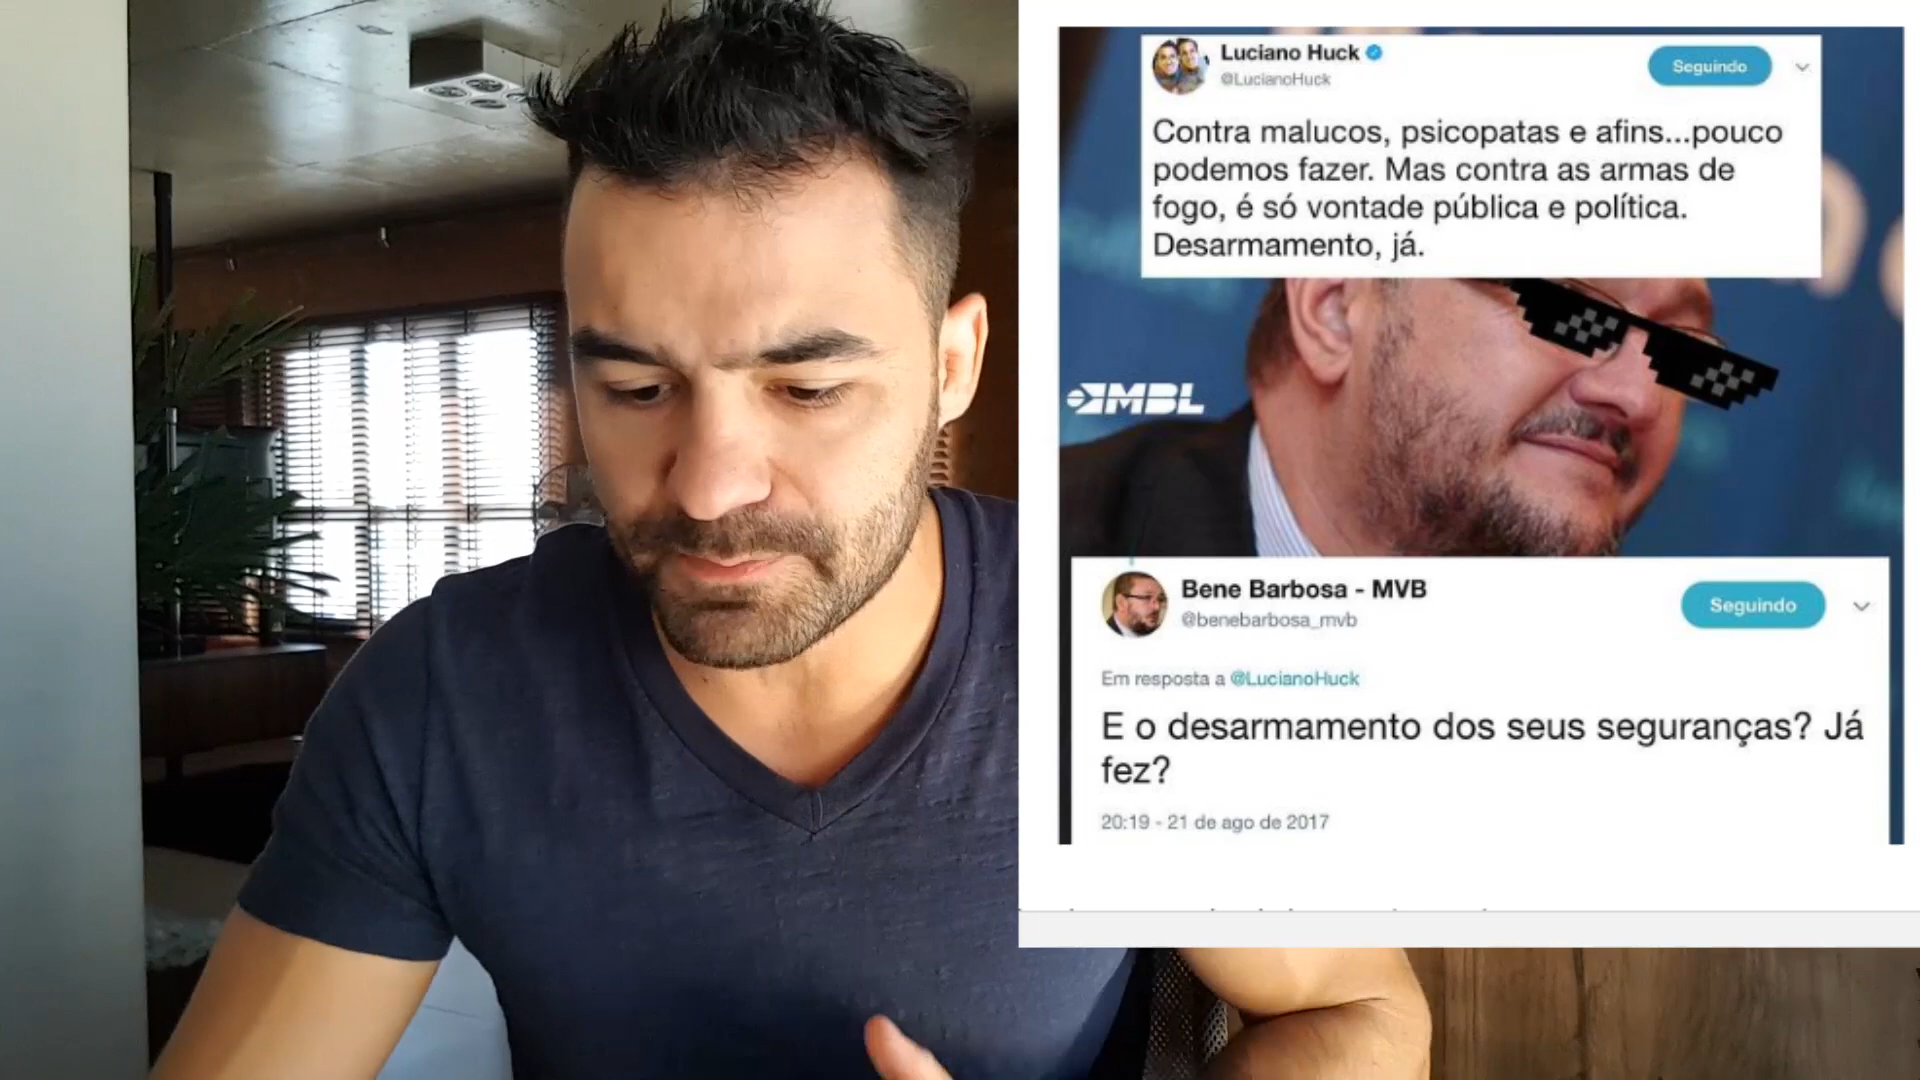 Luciano Huck
@LucianoHuck
Seguindo
Contra malucos, psicopatas e afins...pouco
podemos fazer. Mas contra as armas de
fogo, é só vontade pública e política.
Desarmamento, já.
MBL
Bene Barbosa - MVB
@benebarbosa_mvb
Seguindo
Em resposta a @LucianoHuck
E o desarmamento dos seus seguranças? Já
fez?
20:19 - 21 de ago de 2017